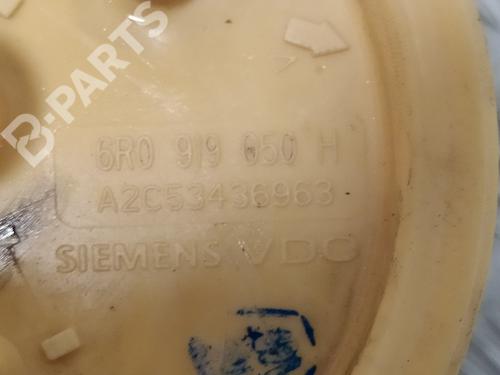 B-PARTS
6R0 919 050 H
A2C53436963
SIEMENS VDO